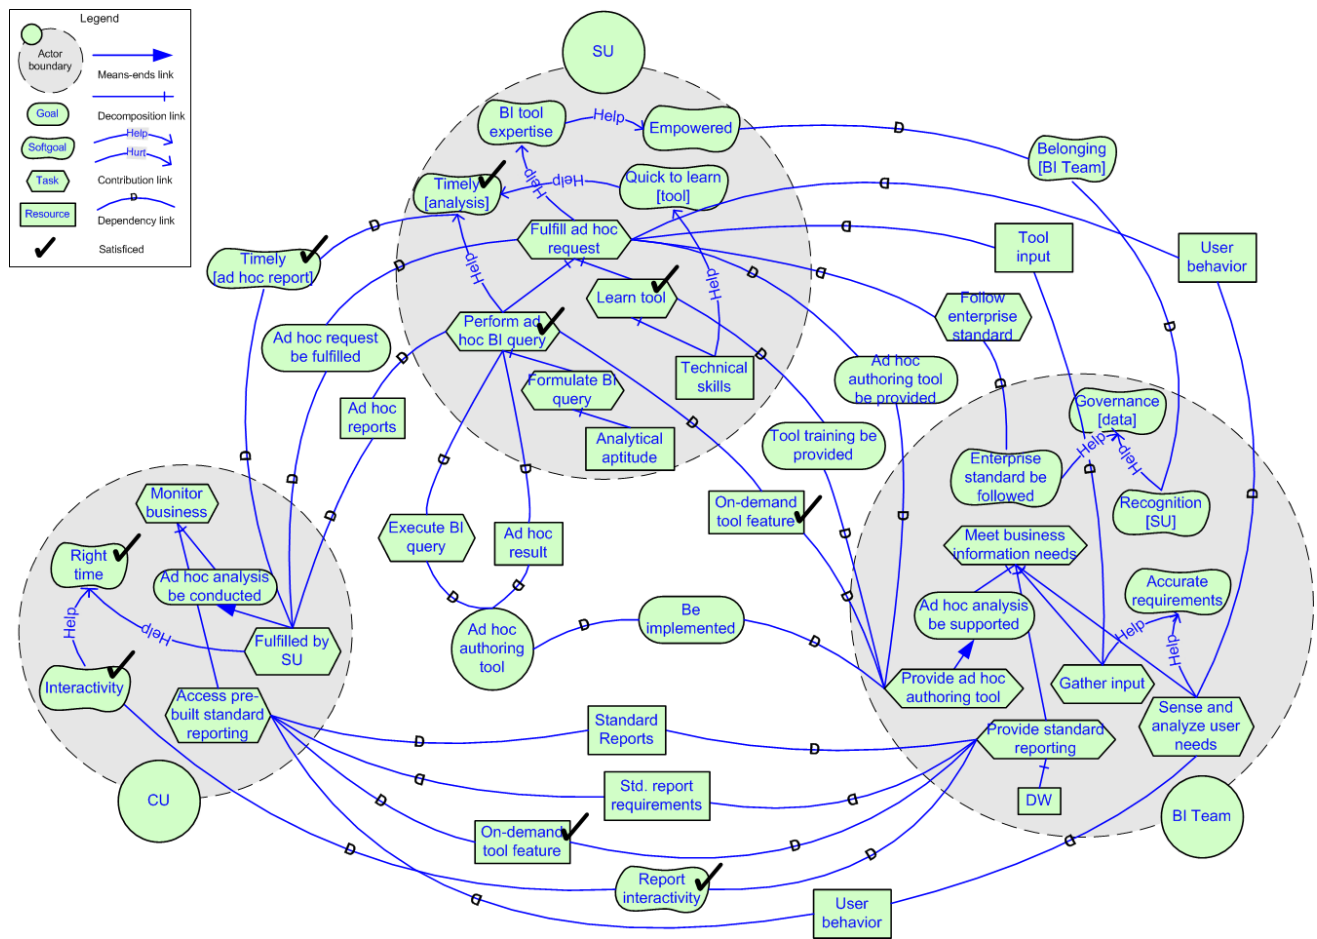 Legend
Actor
boundary
Means-ends link
Decomposition link
Goal
Help
Softgoal
Hurt
Task
Contribution link
D
Resource
Dependency link
Satisficed
SU
BI tool
expertise
Help
Empowered
D
Belonging
[BI Team]
Timely
[analysis]
Help
Help
Quick to learn
[tool]
D
D
Timely
[ad hoc report]
Fulfill ad hoc
request
D
Tool
input
User
behavior
D
Help
Learn tool
Help
D
D
Follow
enterprise
standard
Ad hoc request
be fulfilled
Perform ad
hoc BI query
D
D
D
Technical
skills
Ad hoc
authoring tool
be provided
D
Formulate BI
query
Ad hoc
reports
Governance
[data]
D
Analytical
aptitude
Tool training be
provided
Help
Help
D
D
D
D
D
D
Enterprise
standard be
followed
Recognition
[SU]
D
Monitor
business
On-demand
tool feature
D
D
D
Execute BI
query
Ad hoc
result
Meet business
information needs
Right
time
Ad hoc analysis
be conducted
D
D
D
Accurate
requirements
Ad hoc analysis
be supported
Be
implemented
D
D
Help
Help
Help
Help
Fulfilled by
SU
Ad hoc
authoring
tool
Interactivity
Provide ad hoc
authoring tool
Gather input
Access pre-
built standard
reporting
Sense and
analyze user
needs
Standard
Reports
D
D
Provide standard
reporting
D
Std. report
requirements
D
CU
D
DW
BI Team
On-demand
tool feature
D
D
D
D
Report
interactivity
D
User
behavior